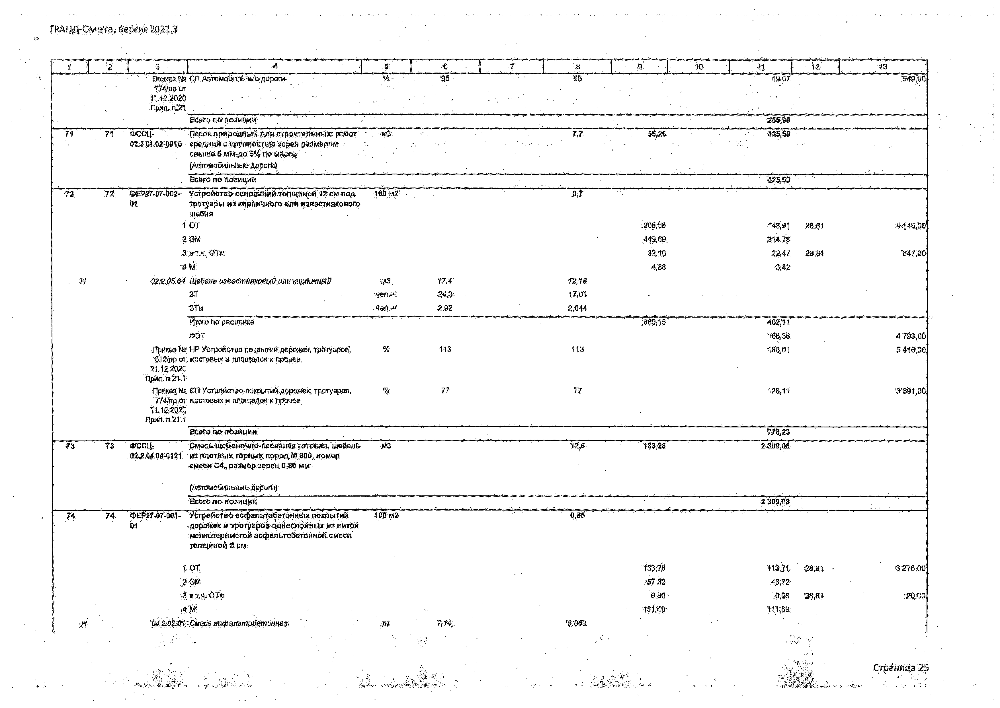 ГРАНД-Смета, версия 2022.3
1 2 3 4 5 6 7 8 9 10 11 12 13
Приказ № СП Автомобильные дороги % 95 95 19,07 549,00
774/пр от
11.12.2020
Прил. п.21
Всего по позиции 285,90
71 71 ФССЦ- Песок природный для строительных: работ м3 7,7 55,26 425,50
02.3.01.02-0016 средний с крупностью зерен размером
свыше 5 мм-до 5% по массе
(Автомобильные дороги)
Всего по позиции 425,50
72 72 ФЕР27-07-002- Устройство оснований толщиной 12 см под 100 м2 0,7
01 тротуары из кирпичного или известнякового
щебня
1 ОТ 205,58 143,91 28,81 4 146,00
2 ЭМ 449,69 314,78
3 в т.ч. ОТм 32,10 22,47 28,81 647,00
4 М 4,88 3,42
Н 02.2.05.04 Щебень известняковый или кирпичный м3 17,4 12,18
ЗТ чел.-ч 24,3 17,01
ЗТм чел.-ч 2,92 2,044
Итого по расценке 660,15 462,11
ФОТ 166,38 4 793,00
Приказ № НР Устройство покрытий дорожек, тротуаров, % 113 113 188,01 5 416,00
812/пр от мостовых и площадок и прочее
21.12.2020
Прил. п.21.1
Приказ № СП Устройство покрытий дорожек, тротуаров, % 77 77 128,11 3 691,00
774/пр от мостовых и площадок и прочее
11.12.2020
Прил. п.21.1
Всего по позиции 778,23
73 73 ФССЦ- Смесь щебеночно-песчаная готовая, щебень м3 12,6 183,26 2 309,08
02.2.04.04-0121 из плотных горных пород М 800, номер
смеси С4, размер зерен 0-80 мм
(Автомобильные дороги)
Всего по позиции 2 309,08
74 74 ФЕР27-07-001- Устройство асфальтобетонных покрытий 100 м2 0,85
01 дорожек и тротуаров однослойных из литой
мелкозернистой асфальтобетонной смеси
толщиной 3 см
1 ОТ 133,78 113,71 28,81 3 276,00
2 ЭМ 57,32 48,72
3 в т.ч. ОТм 0,80 0,68 28,81 20,00
4 М 131,40 111,69
Н 04.2.02.01 Смесь асфальтобетонная т 7,14 6,069
Страница 25